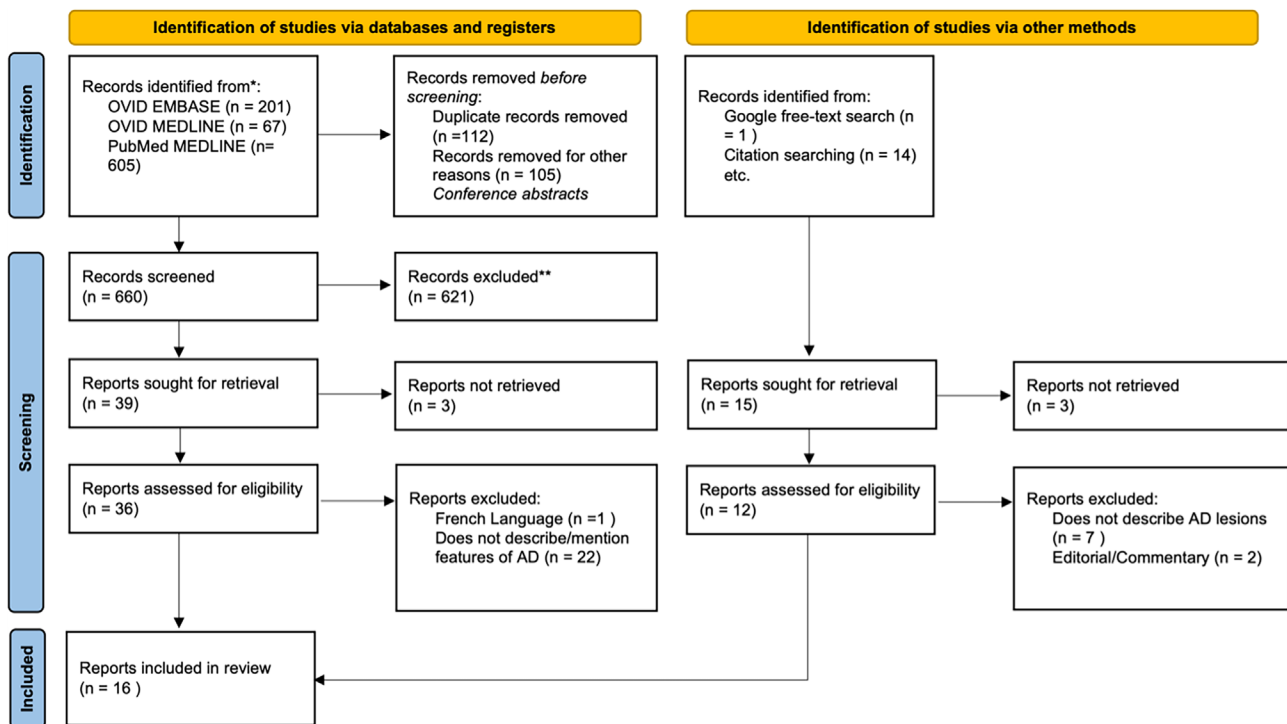 Identification of studies via databases and registers
Identification of studies via other methods
Identification
Records identified from*:
OVID EMBASE (n = 201)
OVID MEDLINE (n = 67)
PubMed MEDLINE (n=
605)
Records removed before
screening:
Duplicate records removed
(n =112)
Records removed for other
reasons (n = 105)
Conference abstracts
Records identified from:
Google free-text search (n
= 1 )
Citation searching (n = 14)
etc.
Screening
Records screened
(n = 660)
Records excluded**
(n = 621)
Reports sought for retrieval
(n = 39)
Reports not retrieved
(n = 3)
Reports sought for retrieval
(n = 15)
Reports not retrieved
(n = 3)
Reports assessed for eligibility
(n = 36)
Reports excluded:
French Language (n =1 )
Does not describe/mention
features of AD (n = 22)
Reports assessed for eligibility
(n = 12)
Reports excluded:
Does not describe AD lesions
(n = 7 )
Editorial/Commentary (n = 2)
Included
Reports included in review
(n = 16 )